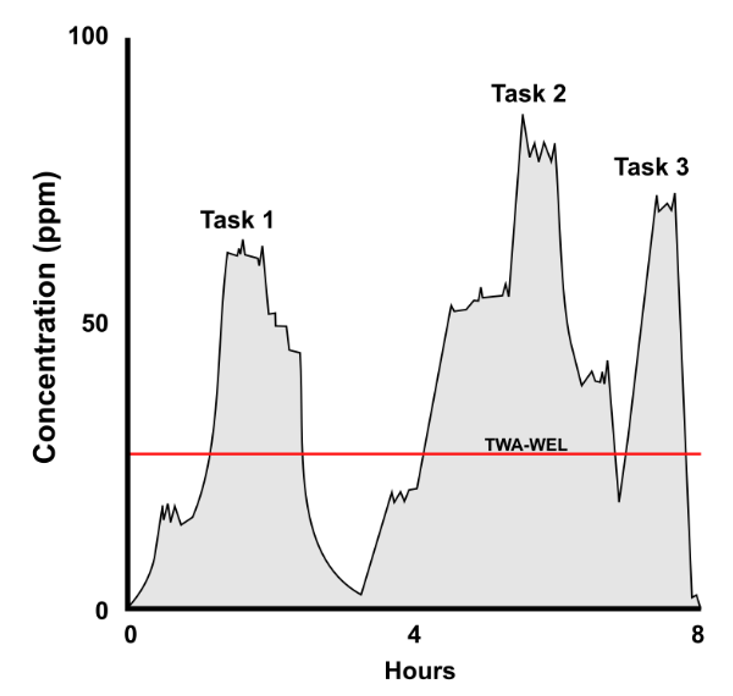 100
Task 2
Task 3
Task 1
Concentration (ppm)
50
TWA-WEL
0
0
4
8
Hours